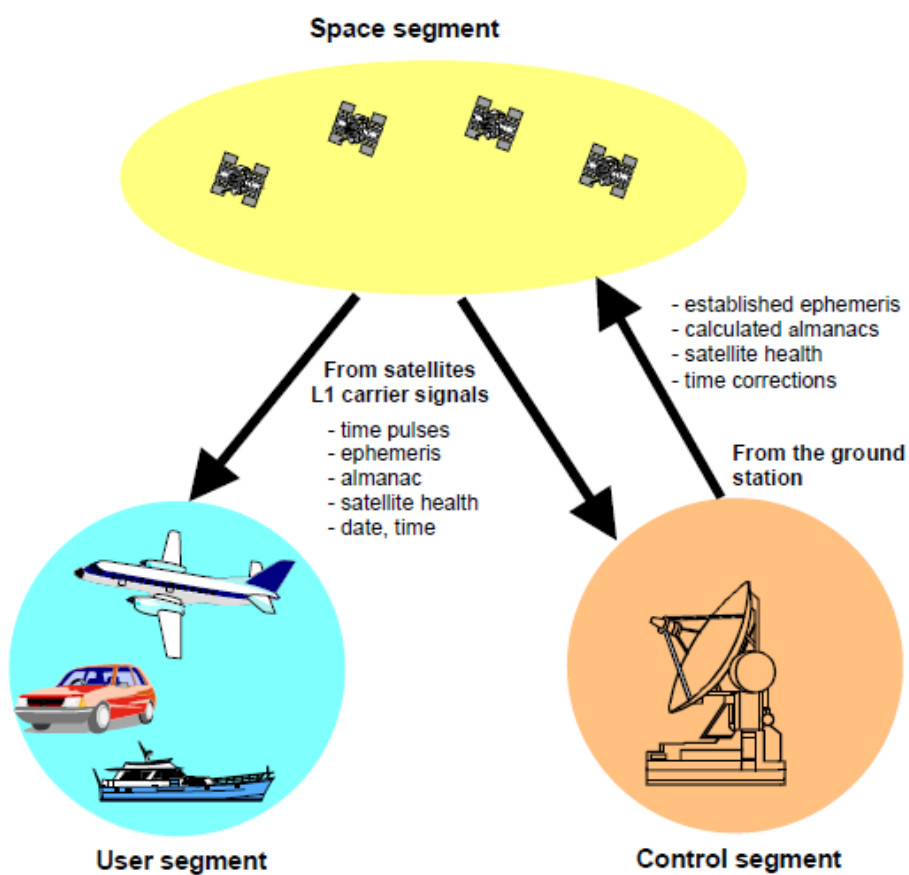 Space segment
- established ephemeris
- calculated almanacs
- satellite health
- time corrections
From satellites
L1 carrier signals
- time pulses
- ephemeris
- almanac
- satellite health
- date, time
From the ground
station
User segment
Control segment